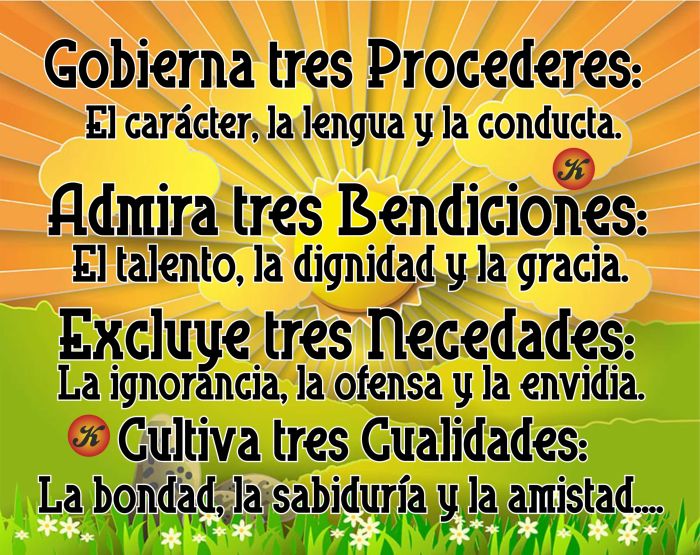 Gobierna tres Procederes:
El carácter, la lengua y la conducta.
K
Admira tres Bendiciones:
El talento, la dignidad y la gracia.
Excluye tres Necedades:
La ignorancia, la ofensa y la envidia.
K Cultiva tres Cualidades:
La bondad, la sabiduría y la amistad....